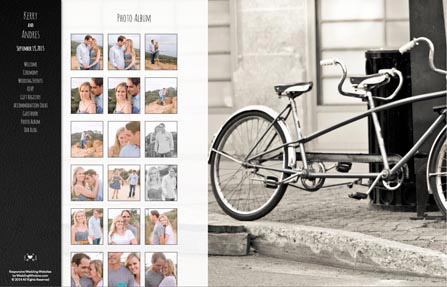 Kerry
and
Andres
September 19, 2015
Welcome
Ceremony
Wedding Events
RSVP
Gift Registry
Accommodation Ideas
Guestbook
Photo Album
Our Blog
Photo Album
Responsive Wedding Websites
by WeddingWindow.com
© 2014 All Rights Reserved